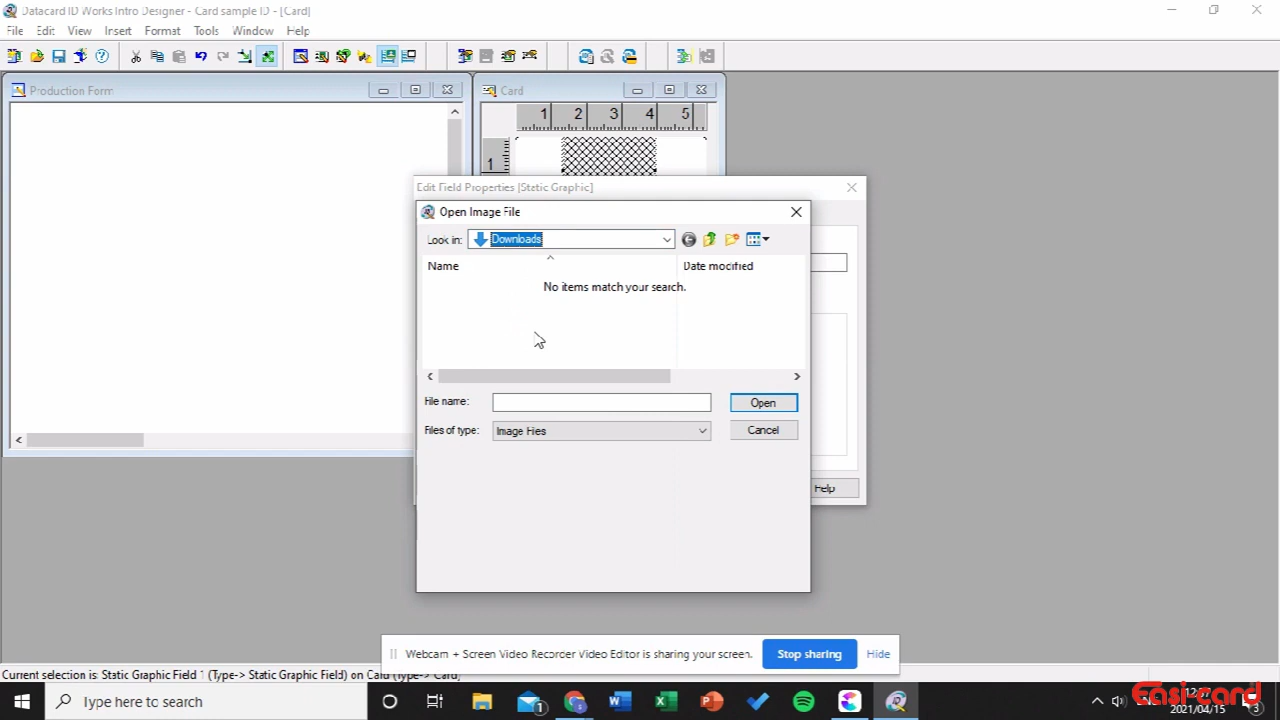 Datacard ID Works Intro Designer - Card sample ID - [Card]
File Edit View Insert Format Tools Window Help
Production Form
Card
1 2 3 4 5
1
Edit Field Properties [Static Graphic]
Open Image File
Look in: Downloads
Name Date modified
No items match your search.
File name: Open
Files of type: Image Files Cancel
Help
Webcam + Screen Video Recorder Video Editor is sharing your screen. Stop sharing Hide
Current selection is: Static Graphic Field 1 (Type-> Static Graphic Field) on Card (Type-> Card)
Type here to search
1
Easi-card
2021/04/15
3